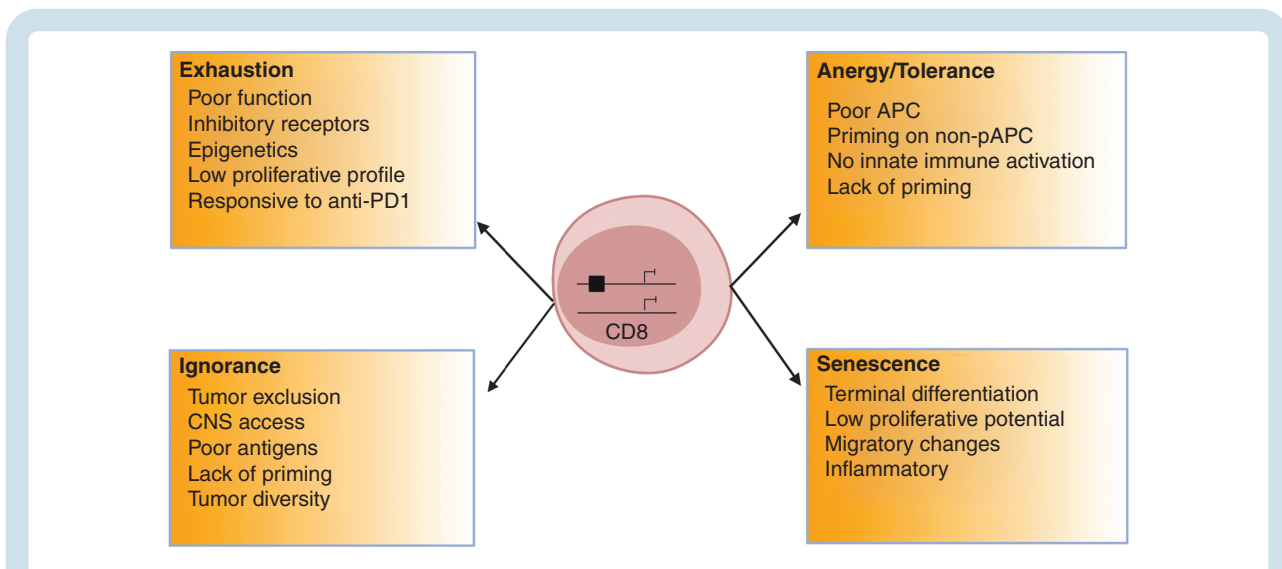 Exhaustion
Poor function
Inhibitory receptors
Epigenetics
Low proliferative profile
Responsive to anti-PD1
Anergy/Tolerance
Poor APC
Priming on non-pAPC
No innate immune activation
Lack of priming
CD8
Ignorance
Tumor exclusion
CNS access
Poor antigens
Lack of priming
Tumor diversity
Senescence
Terminal differentiation
Low proliferative potential
Migratory changes
Inflammatory